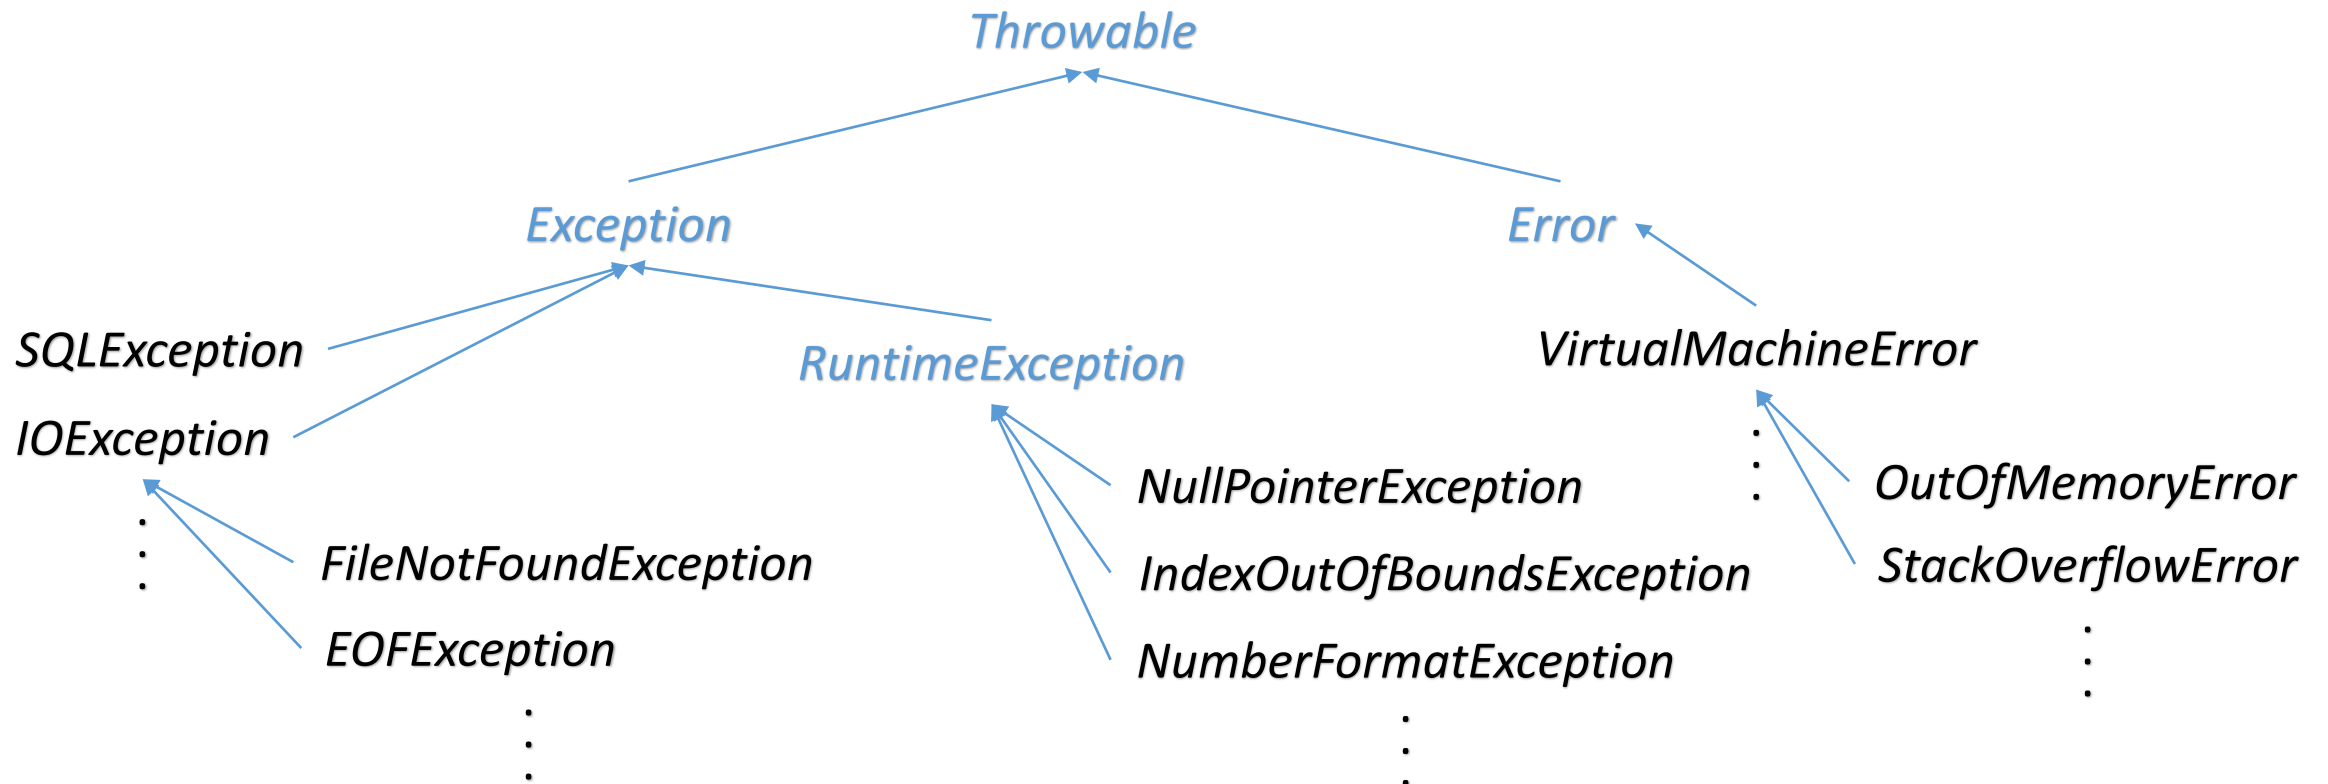 Throwable
Exception
Error
SQLException
RuntimeException
VirtualMachineError
IOException
NullPointerException
OutOfMemoryError
FileNotFoundException
IndexOutOfBoundsException
StackOverflowError
EOFException
NumberFormatException